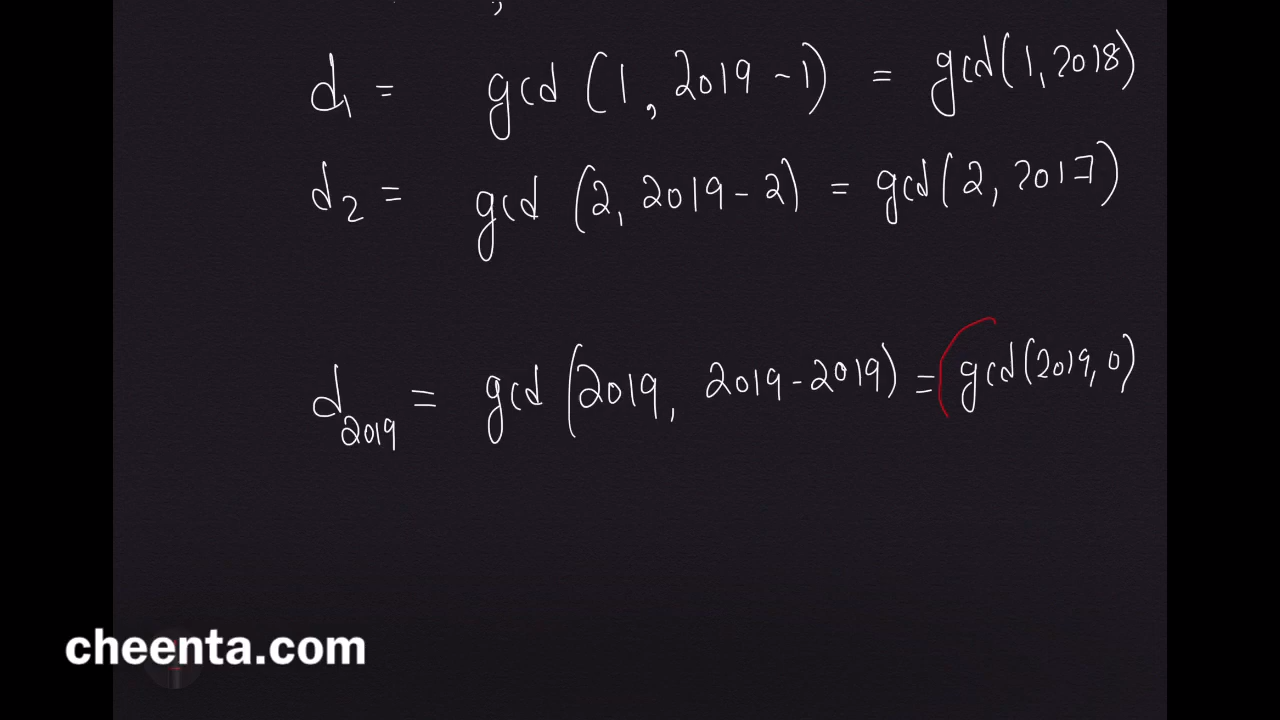 d₁ = gcd (1, 2019 - 1) = gcd(1, 2018)
d₂ = gcd (2, 2019 - 2) = gcd(2, 2017)
d₂₀₁₉ = gcd (2019, 2019 - 2019) = gcd(2019, 0)
cheenta.com